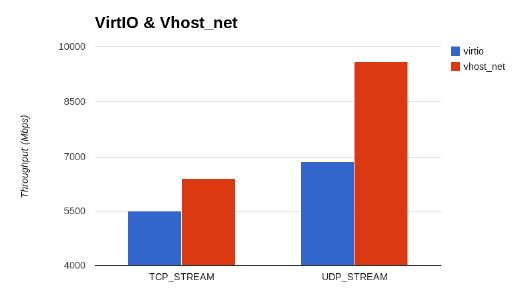 VirtIO & Vhost_net
10000
8500
7000
5500
4000
Throughput (Mbps)
TCP_STREAM
UDP_STREAM
virtio
vhost_net